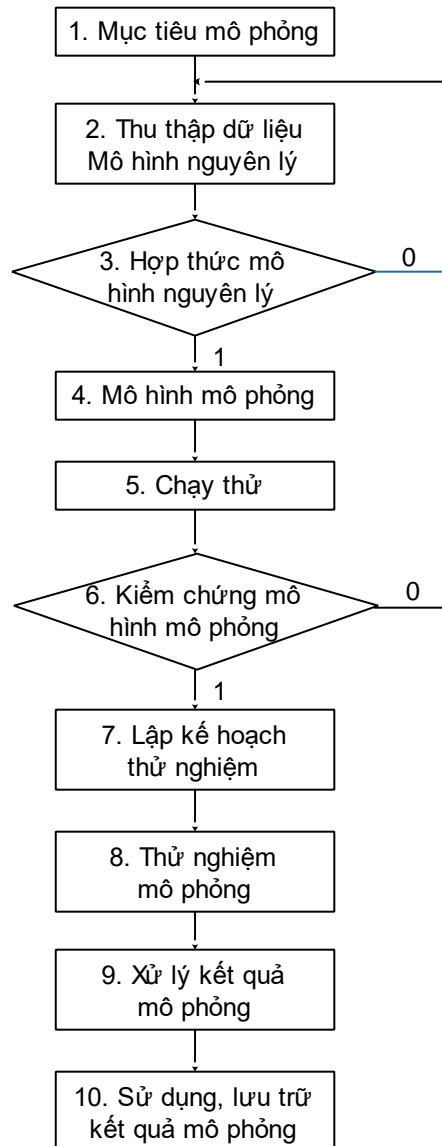 1. Mục tiêu mô phỏng
2. Thu thập dữ liệu
Mô hình nguyên lý
3. Hợp thức mô
hình nguyên lý
0
1
4. Mô hình mô phỏng
5. Chạy thử
6. Kiểm chứng mô
hình mô phỏng
0
1
7. Lập kế hoạch
thử nghiệm
8. Thử nghiệm
mô phỏng
9. Xử lý kết quả
mô phỏng
10. Sử dụng, lưu trữ
kết quả mô phỏng